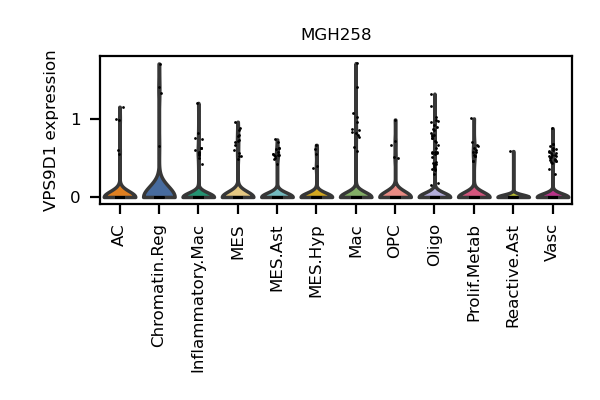 MGH258
VPS9D1 expression
1
0
AC
Chromatin.Reg
Inflammatory.Mac
MES
MES.Ast
MES.Hyp
Mac
OPC
Oligo
Prolif.Metab
Reactive.Ast
Vasc